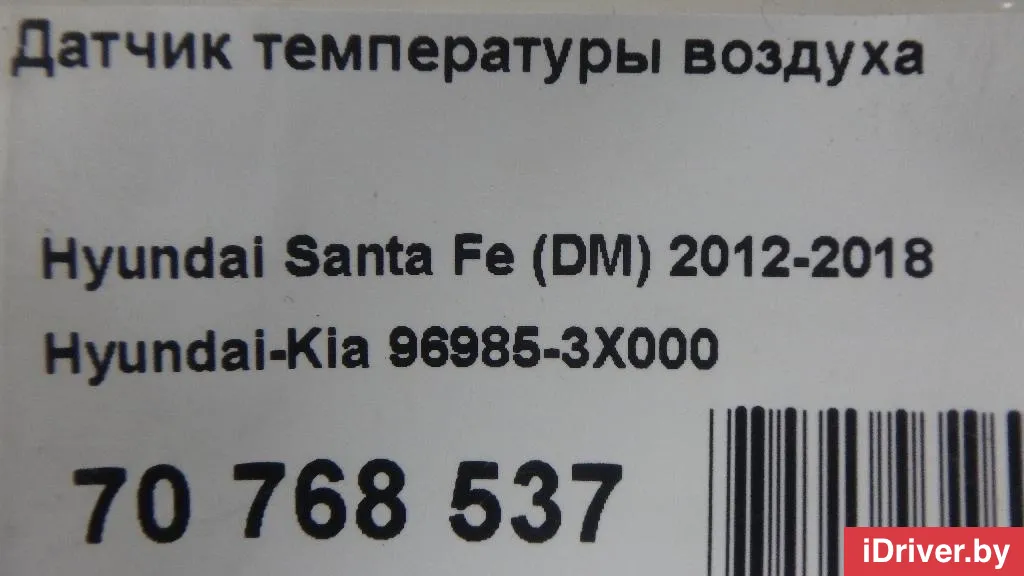 Датчик температуры воздуха
Hyundai Santa Fe (DM) 2012-2018
Hyundai-Kia 96985-3X000
70 768 537
iDriver.by